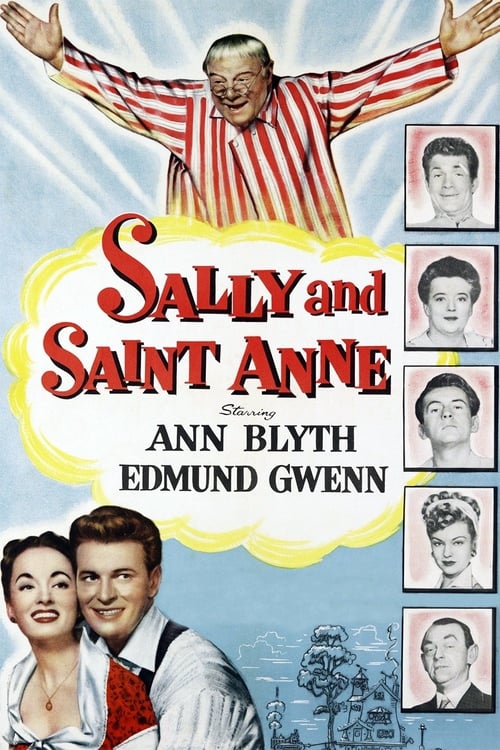 SALLY and
SAINT ANNE
Starring
ANN BLYTH
EDMUND GWENN